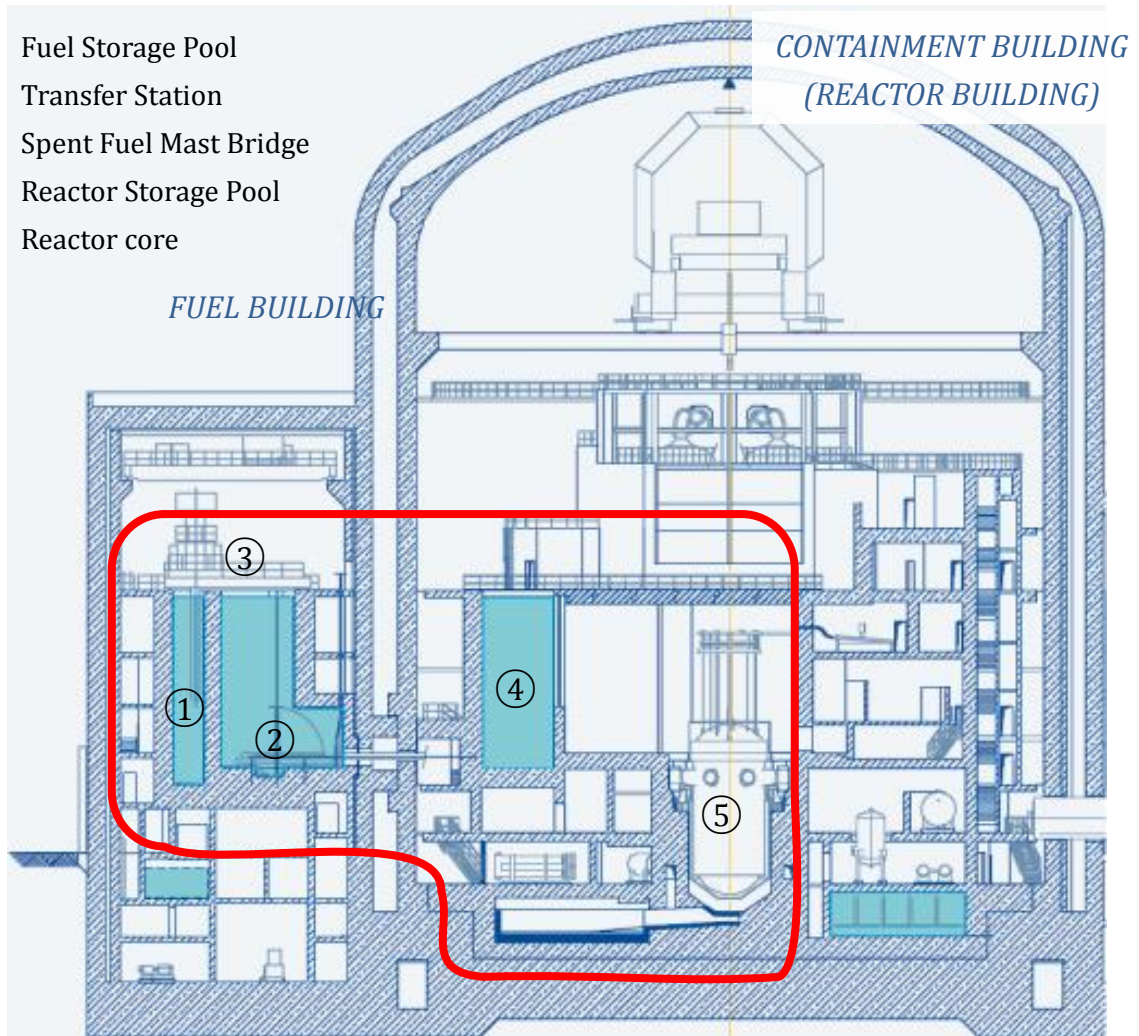 Fuel Storage Pool
Transfer Station
Spent Fuel Mast Bridge
Reactor Storage Pool
Reactor core
CONTAINMENT BUILDING
(REACTOR BUILDING)
FUEL BUILDING
③
①
②
④
⑤